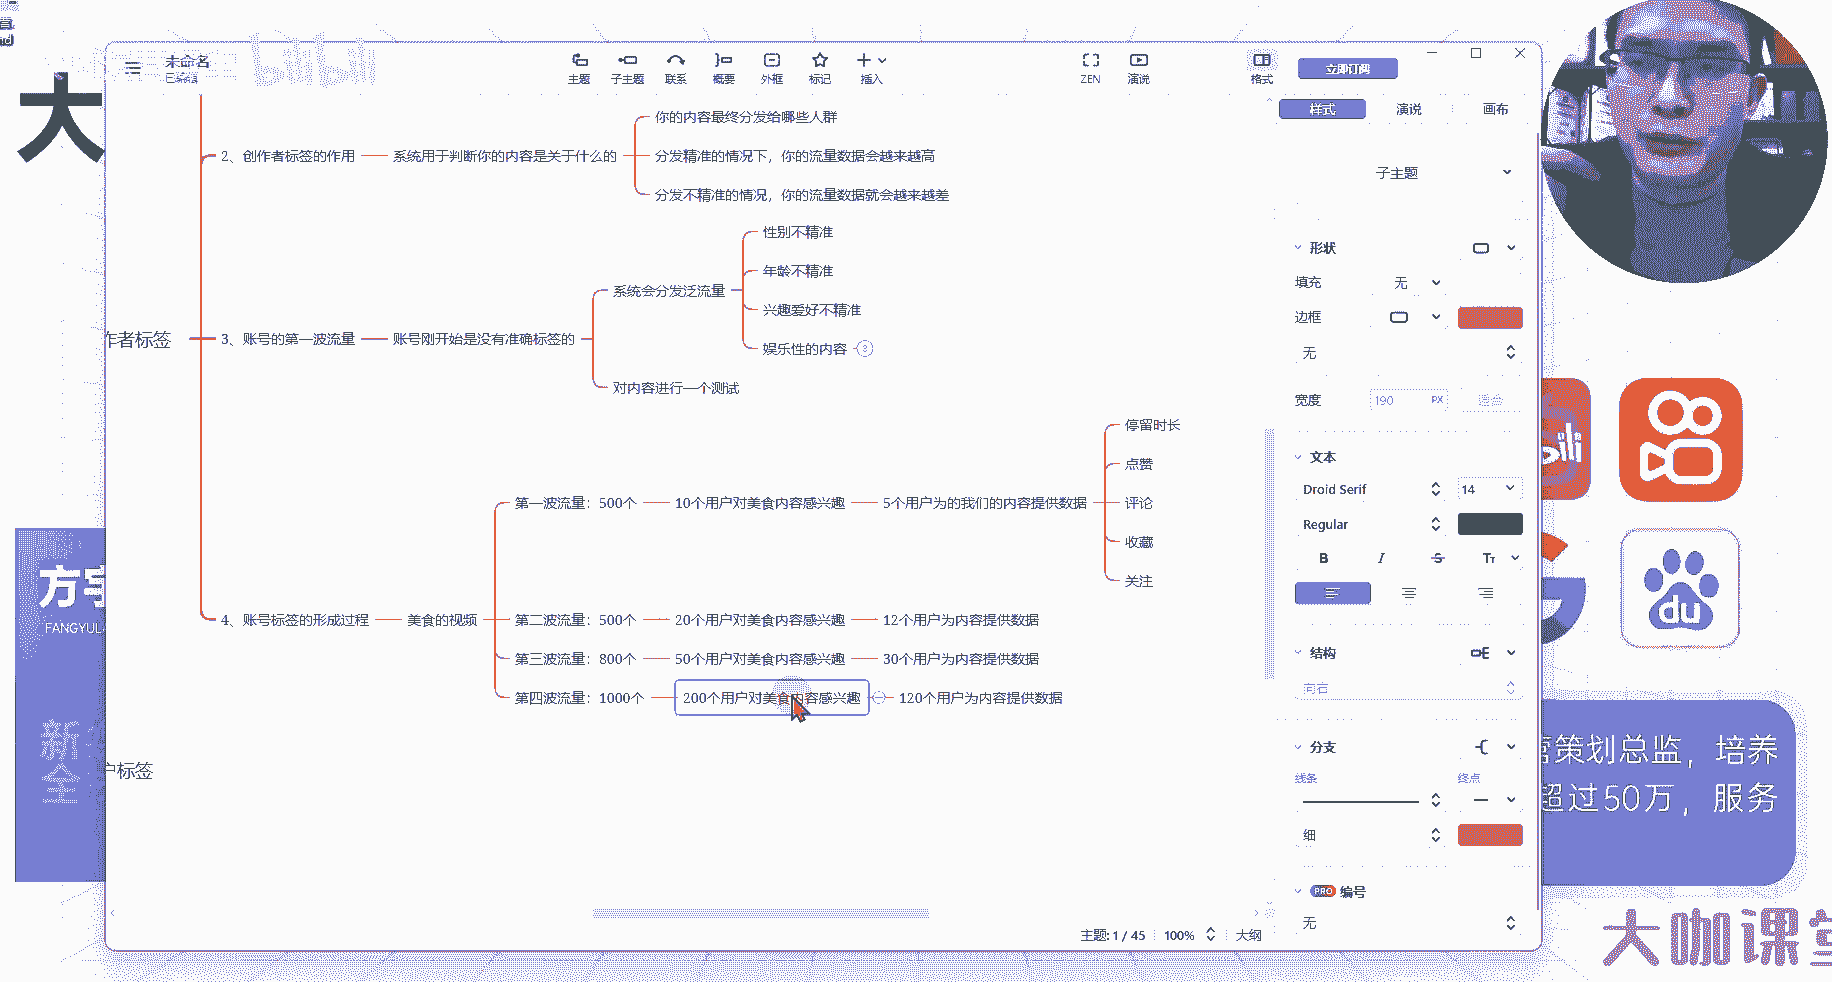 大
未命名
已编辑
bilibili
主题
子主题
联系
概要
外框
标记
插入
ZEN
演说
格式
立即订阅
样式
演说
画布
你的内容最终分发给哪些人群
2、创作者标签的作用
系统用于判断你的内容是关于什么的
分发精准的情况下，你的流量数据会越来越高
分发不精准的情况，你的流量数据就会越来越差
性别不精准
年龄不精准
系统会分发泛流量
兴趣爱好不精准
作者标签
3、账号的第一波流量
账号刚开始是没有准确标签的
娱乐性的内容
对内容进行一个测试
停留时长
点赞
第一波流量：500个
10个用户对美食内容感兴趣
5个用户为的我们的内容提供数据
评论
收藏
关注
4、账号标签的形成过程
美食的视频
第二波流量：500个
20个用户对美食内容感兴趣
12个用户为内容提供数据
第三波流量：800个
50个用户对美食内容感兴趣
30个用户为内容提供数据
第四波流量：1000个
200个用户对美食内容感兴趣
120个用户为内容提供数据
户标签
子主题
形状
填充
无
边框
无
宽度
190
PX
适合
文本
Droid Serif
14
Regular
B
I
S
TT
结构
向右
分支
线条
终点
细
PRO 编号
无
主题: 1 / 45
100%
大纲
方宇
FANGYUL
新
全
du
营策划总监，培养
超过50万，服务
大咖课堂